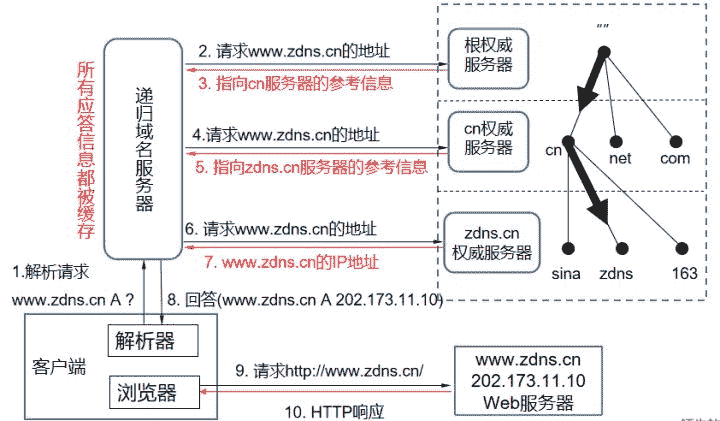 所有应答信息都被缓存
递归域名服务器
2. 请求www.zdns.cn的地址
3. 指向cn服务器的参考信息
根权威
服务器
""
4.请求www.zdns.cn的地址
5. 指向zdns.cn服务器的参考信息
cn权威
服务器
cn
net
com
6. 请求www.zdns.cn的地址
7. www.zdns.cn的IP地址
zdns.cn
权威服务器
sina
zdns
163
1.解析请求
www.zdns.cn A ?
8. 回答(www.zdns.cn A 202.173.11.10)
客户端
解析器
浏览器
9. 请求http://www.zdns.cn/
10. HTTP响应
www.zdns.cn
202.173.11.10
Web服务器